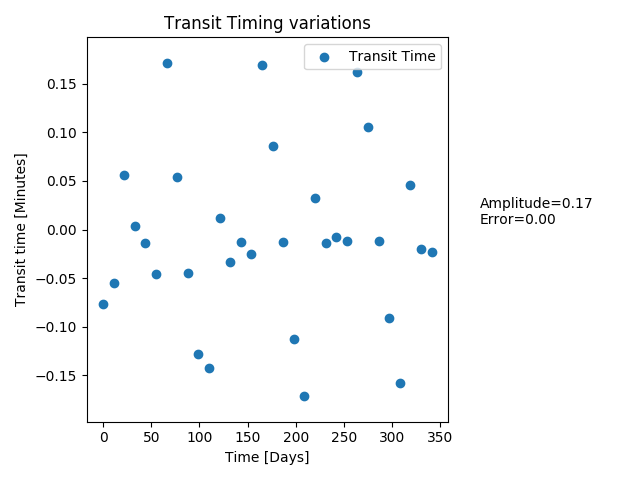 Transit Timing variations
Transit Time
0.15
0.10
0.05
0.00
−0.05
−0.10
−0.15
Transit time [Minutes]
Amplitude=0.17
Error=0.00
0 50 100 150 200 250 300 350
Time [Days]